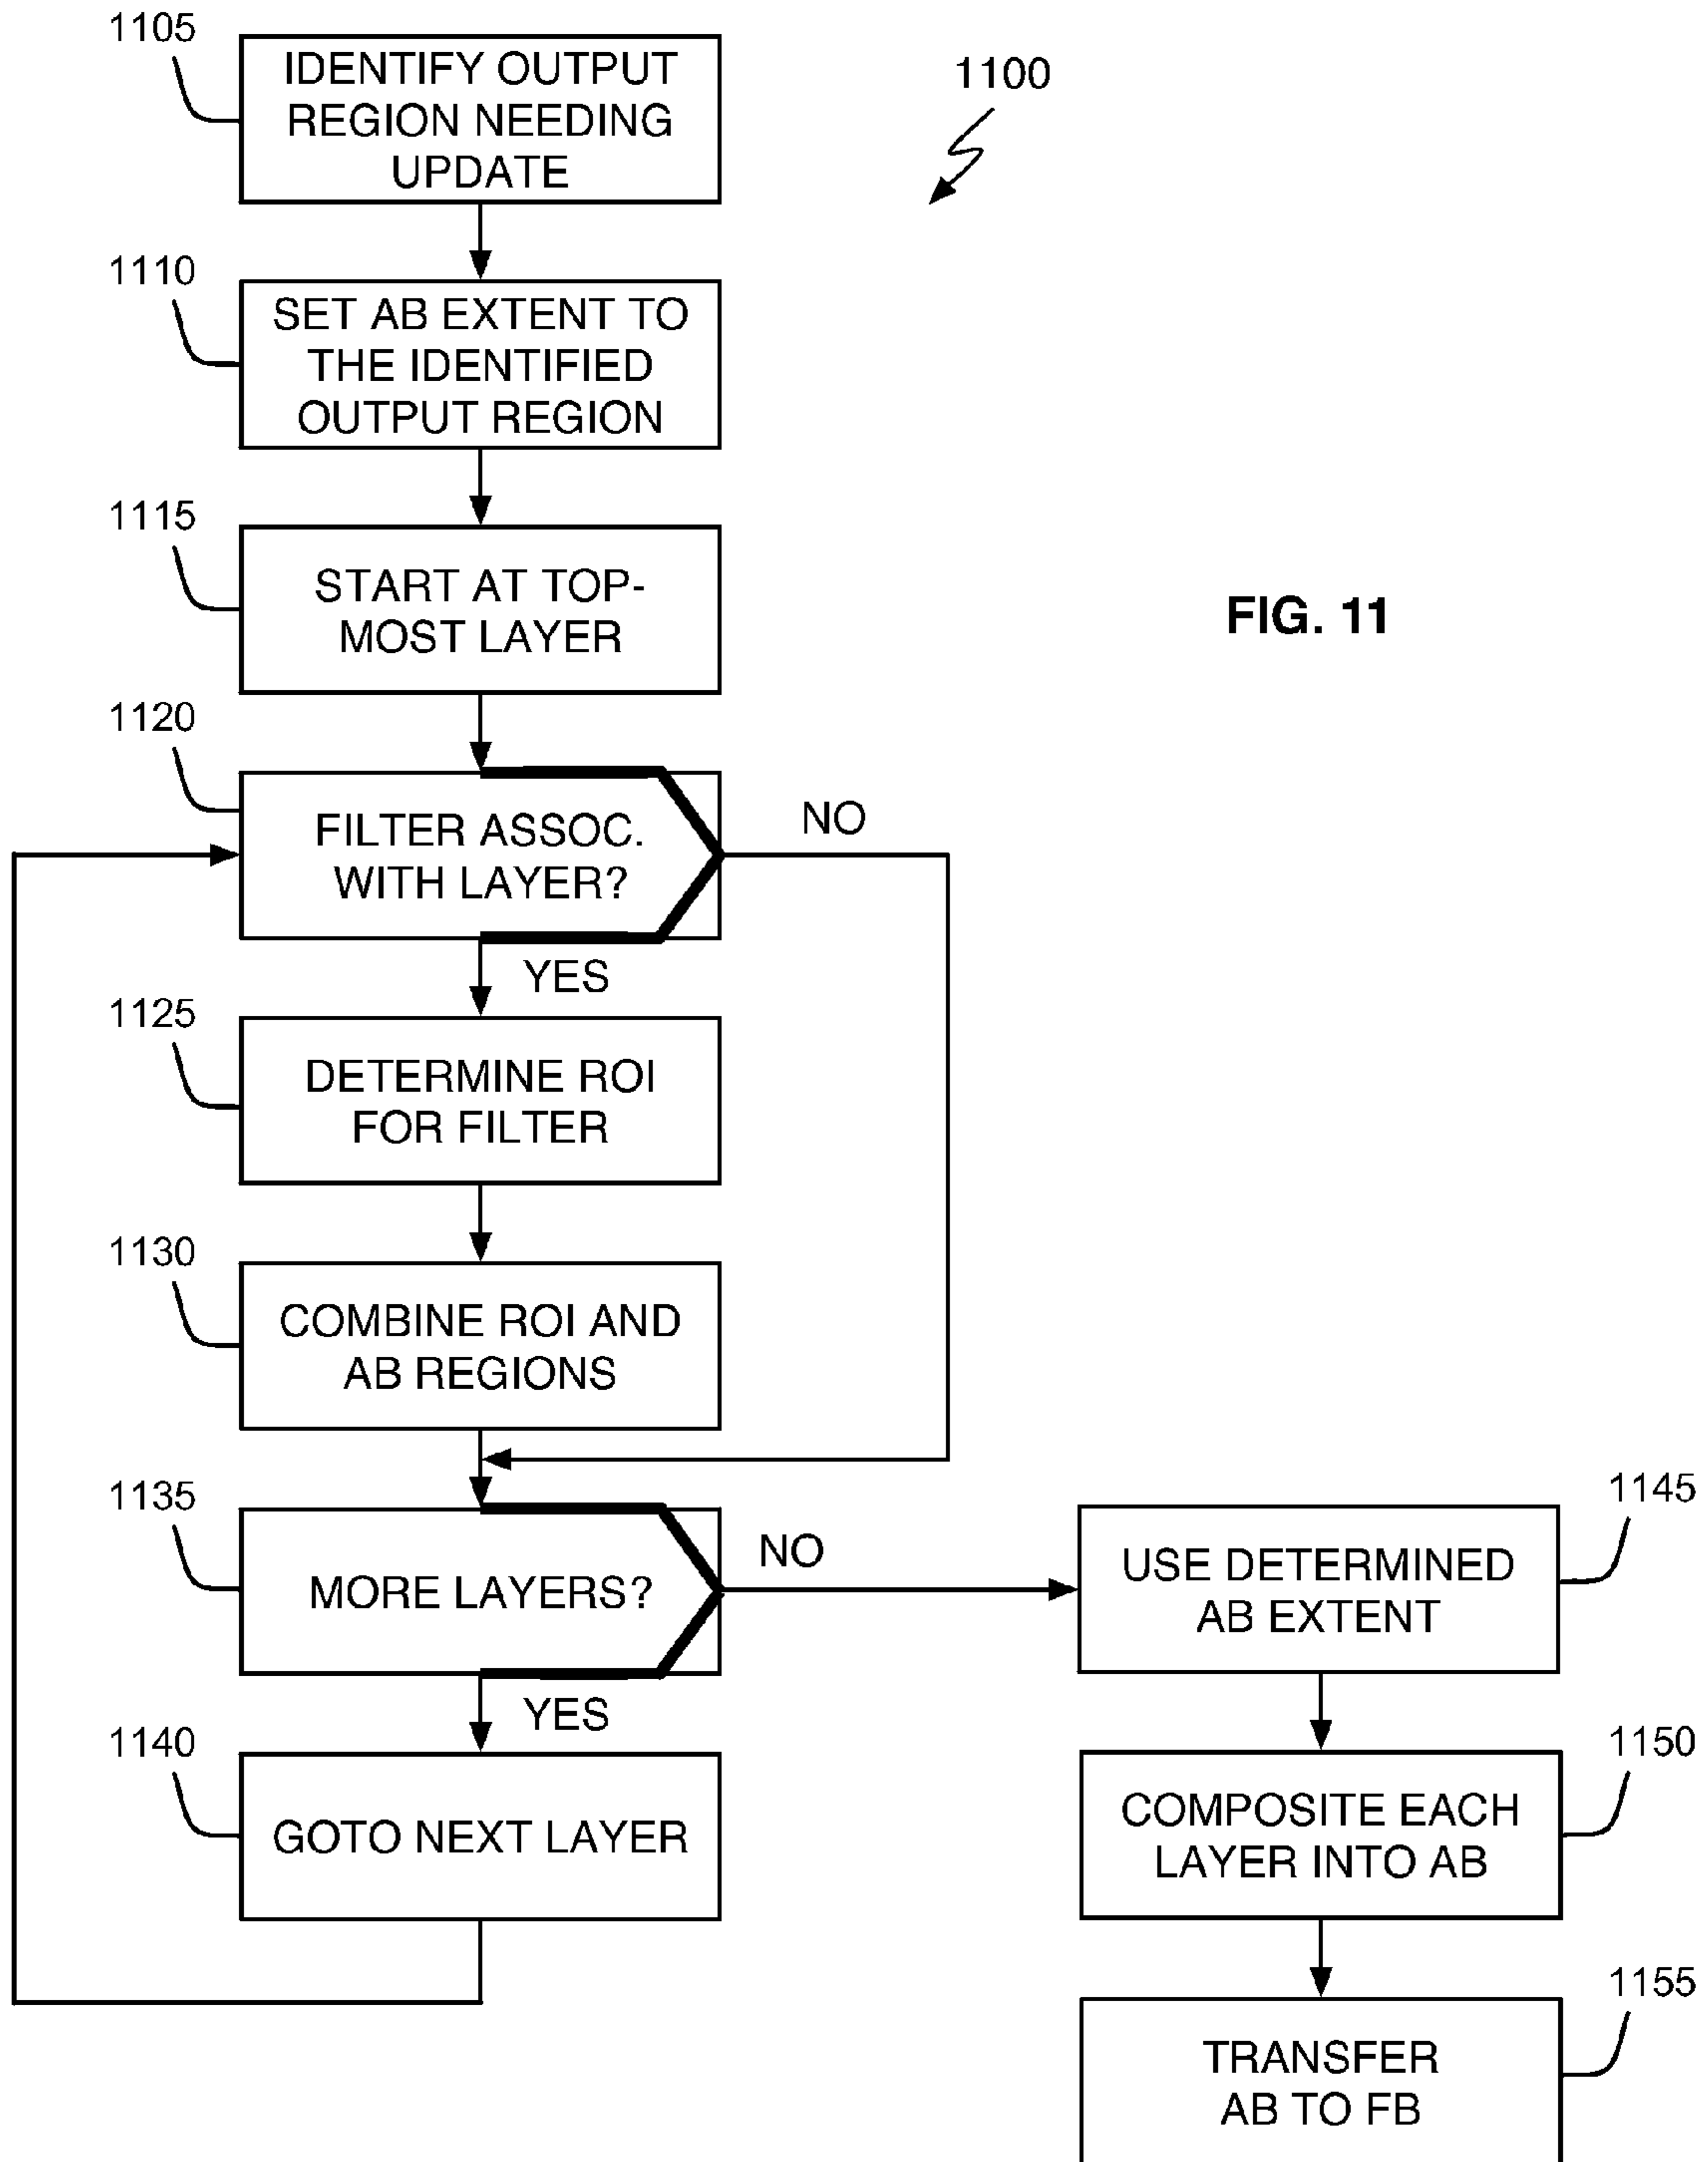 1105
IDENTIFY OUTPUT
REGION NEEDING
UPDATE
1100
1110
SET AB EXTENT TO
THE IDENTIFIED
OUTPUT REGION
1115
START AT TOP-
MOST LAYER
FIG. 11
1120
FILTER ASSOC.
WITH LAYER?
NO
YES
1125
DETERMINE ROI
FOR FILTER
1130
COMBINE ROI AND
AB REGIONS
1135
MORE LAYERS?
NO
YES
1140
GOTO NEXT LAYER
1145
USE DETERMINED
AB EXTENT
1150
COMPOSITE EACH
LAYER INTO AB
1155
TRANSFER
AB TO FB